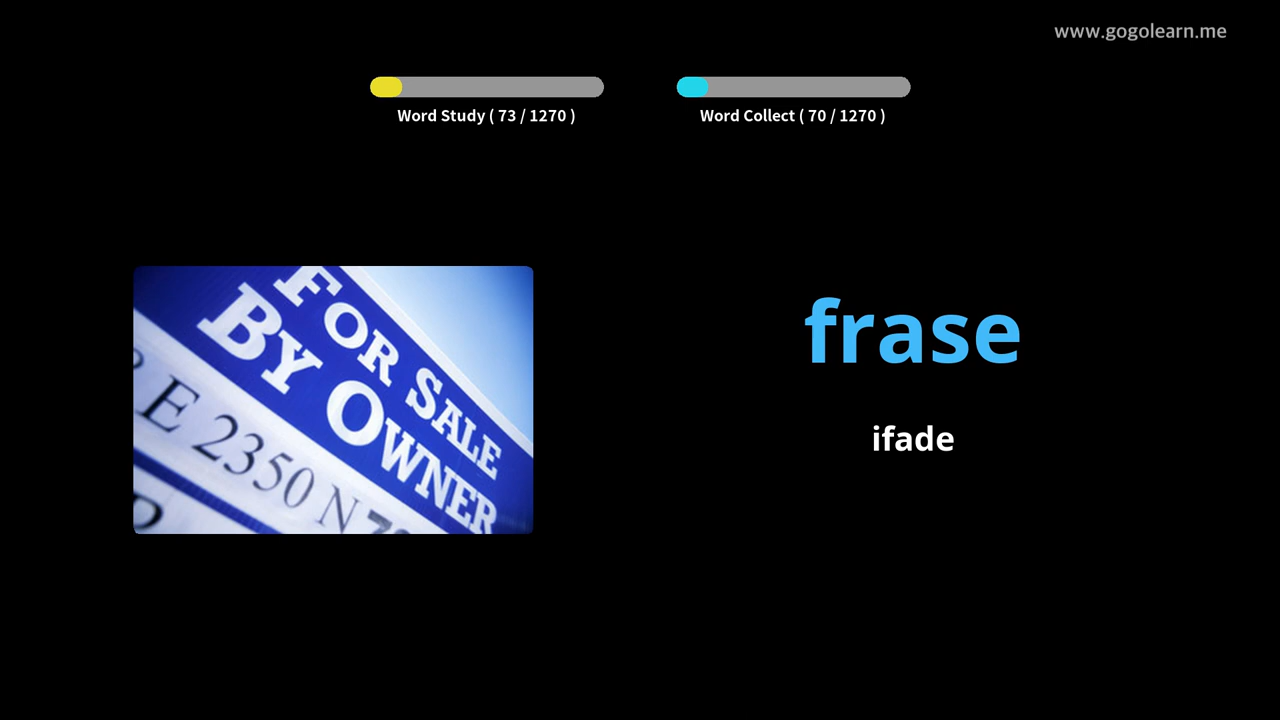 www.gogolearn.me
Word Study ( 73 / 1270 )
Word Collect ( 70 / 1270 )
FOR SALE
BY OWNER
E 2350 N
frase
ifade